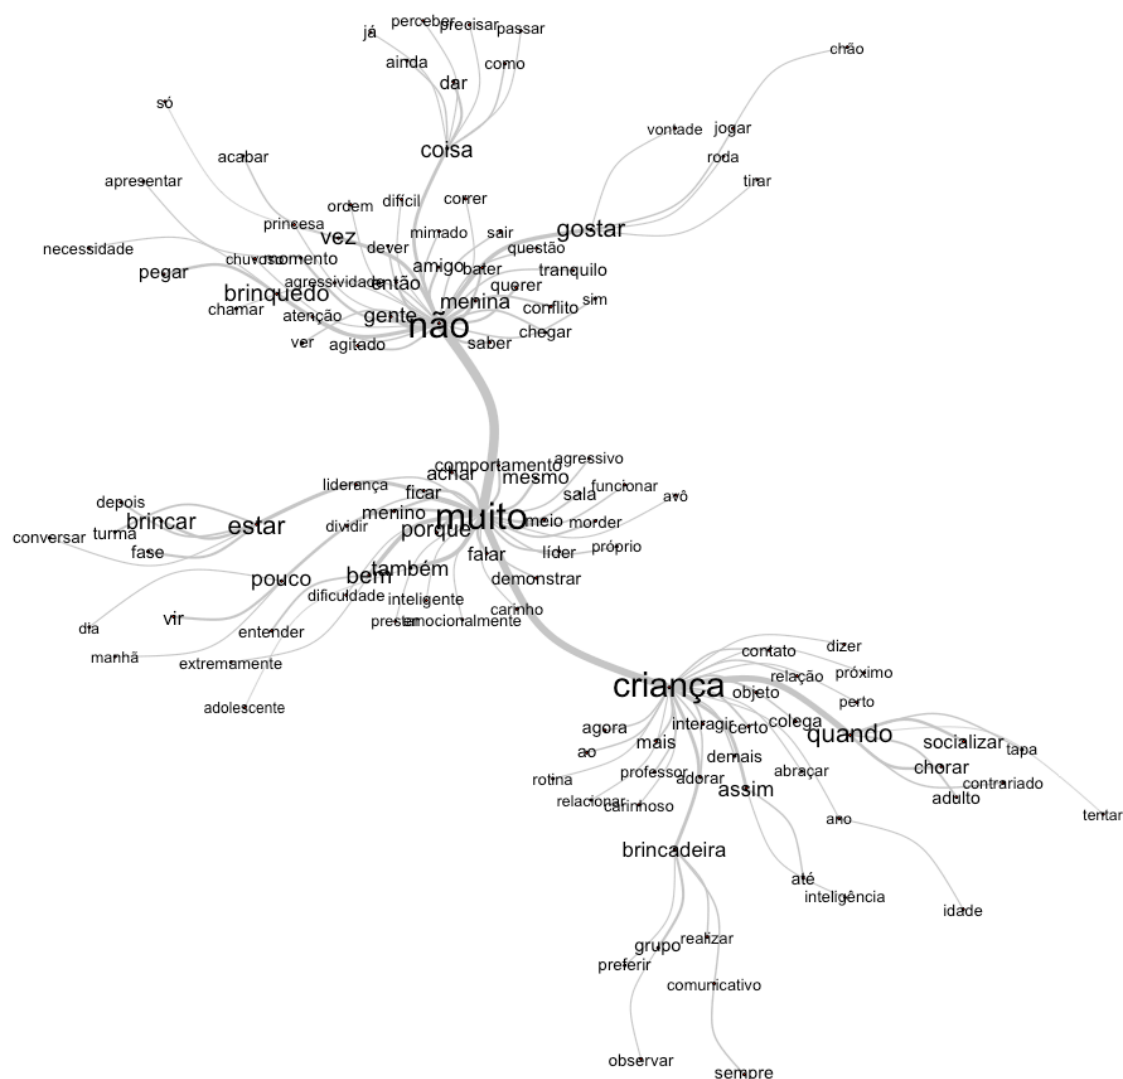 perceber
precisar
passar
já
chão
ainda
como
dar
só
vontade
jogar
coisa
acabar
roda
apresentar
tirar
difícil
correr
ordem
princesa
vez
mimado
sair
gostar
necessidade
dever
questão
chuvoso
momento
pegar
amigo
bater
tranquilo
agressividade
então
querer
brinquedo
menina
sim
chamar
atenção
gente
conflito
não
chegar
ver
agitado
saber
comportamento
agressivo
achar
mesmo
liderança
ficar
sala
funcionar
avô
depois
brincar
estar
menino
muito
meio
morder
dividir
porque
conversar
turma
fase
falar
líder
próprio
também
bem
pouco
demonstrar
dificuldade
inteligente
carinho
vir
prestar
emocionalmente
dia
entender
manhã
extremamente
dizer
contato
próximo
relação
criança
objeto
perto
adolescente
interagir
certo
colega
agora
quando
mais
socializar
tapa
ao
demais
chorar
rotina
professor
adorar
abraçar
contrariado
assim
adulto
relacionar
carinhoso
ano
tentar
brincadeira
até
inteligência
idade
grupo
realizar
preferir
comunicativo
observar
sempre